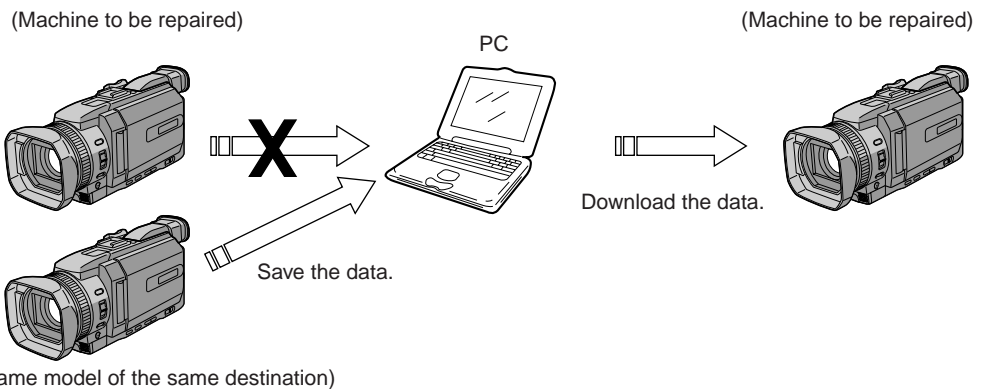 (Machine to be repaired)
(Machine to be repaired)
PC
X
Download the data.
Save the data.
ame model of the same destination)